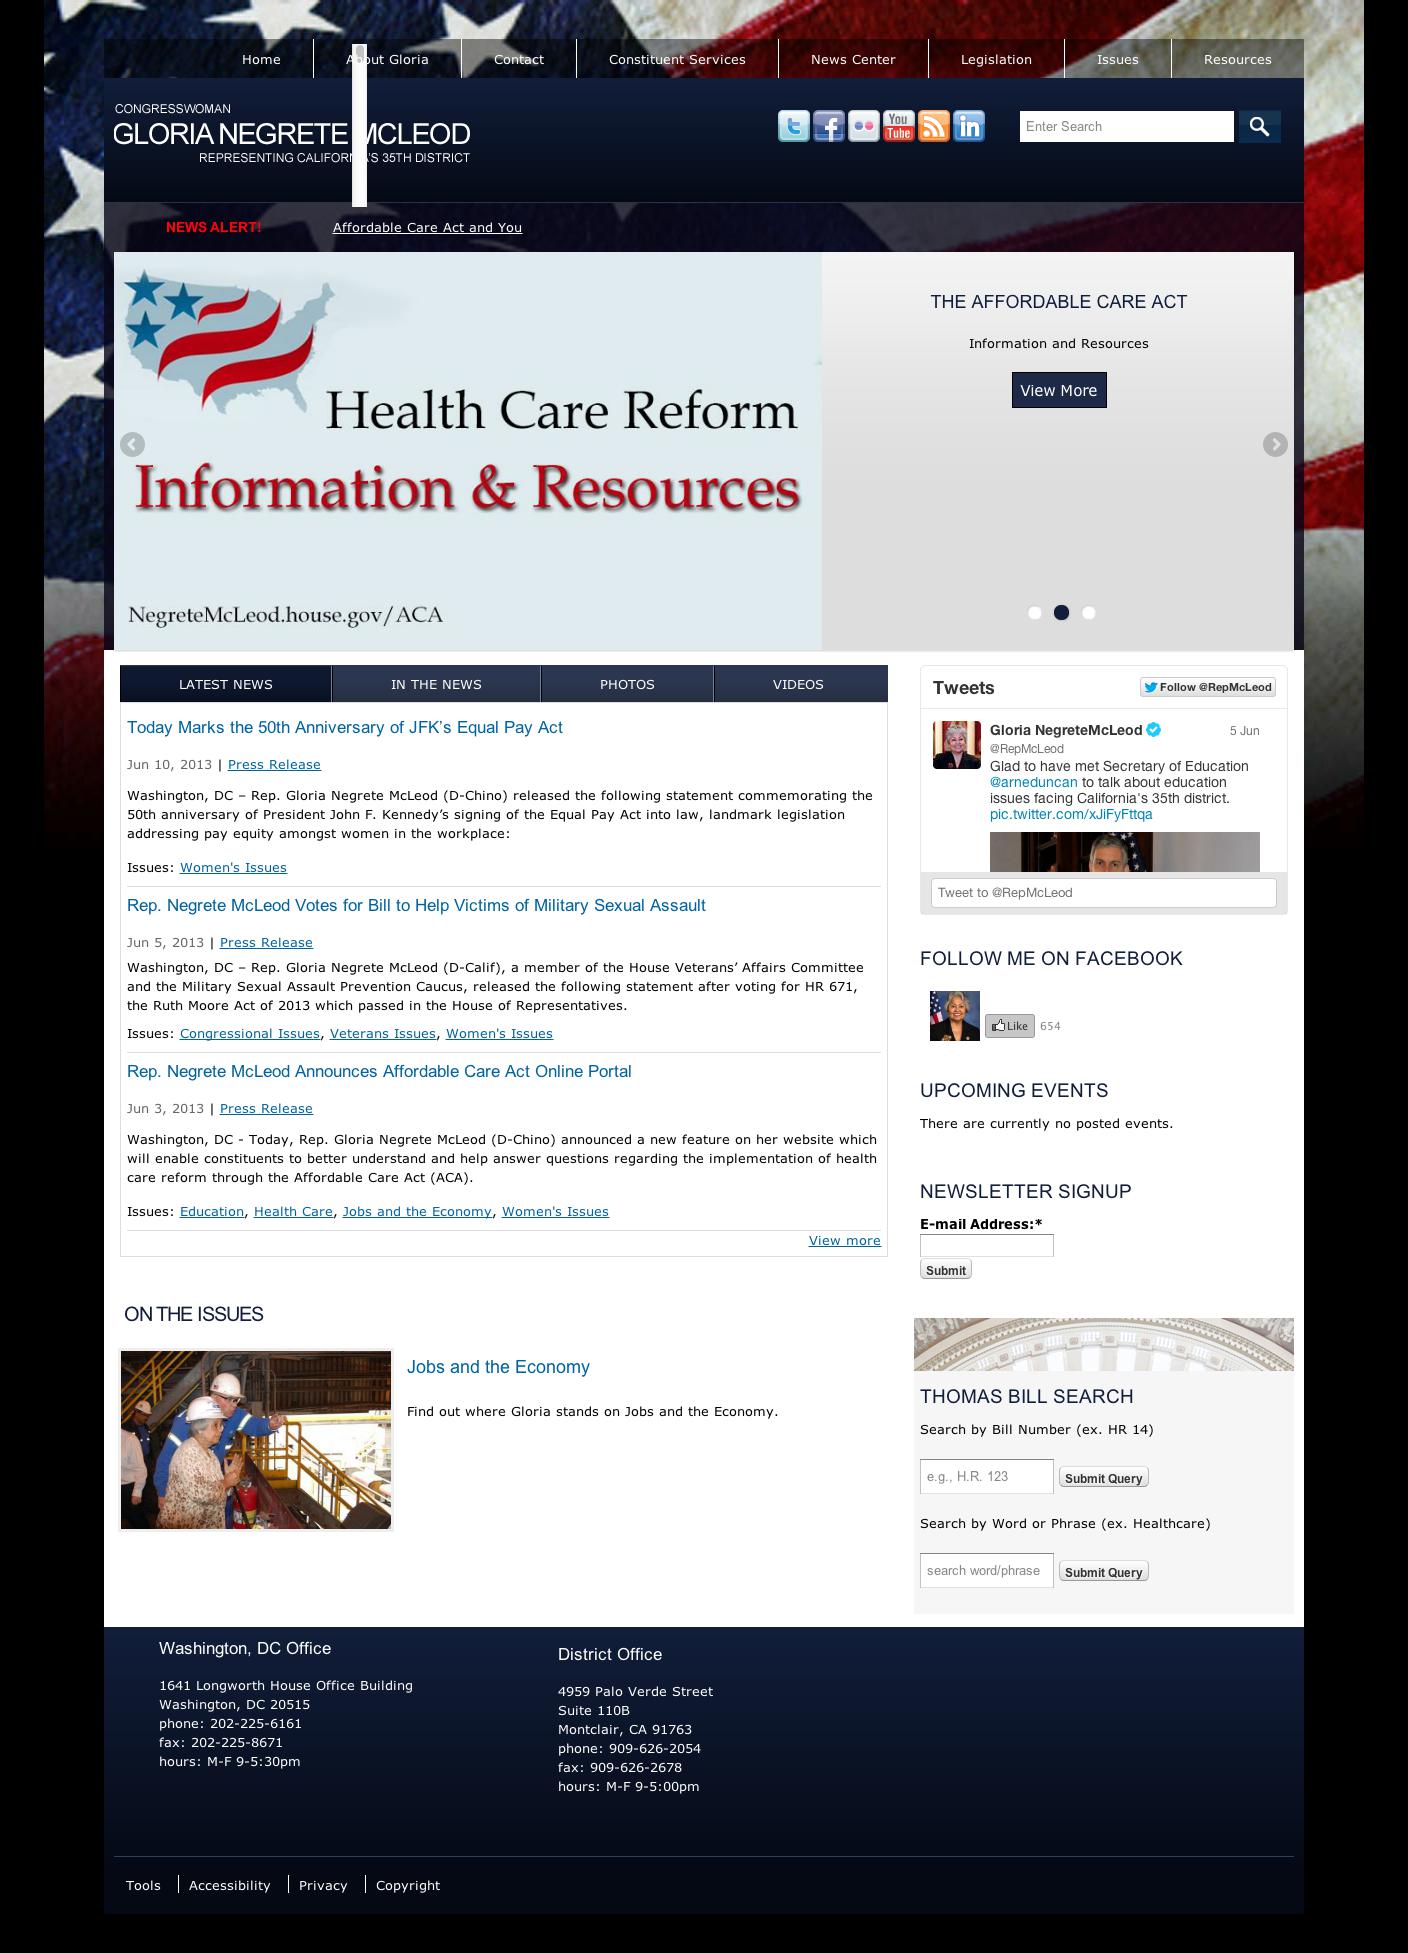 Home
About Gloria
Contact
Constituent Services
News Center
Legislation
Issues
Resources
CONGRESSWOMAN
GLORIA NEGRETE MCLEOD
REPRESENTING CALIFORNIA'S 35TH DISTRICT
You
Tube
in
Enter Search
NEWS ALERT!
Affordable Care Act and You
Health Care Reform
Information & Resources
NegreteMcLeod.house.gov/ACA
THE AFFORDABLE CARE ACT
Information and Resources
View More
LATEST NEWS
IN THE NEWS
PHOTOS
VIDEOS
Today Marks the 50th Anniversary of JFK's Equal Pay Act
Jun 10, 2013 | Press Release
Washington, DC – Rep. Gloria Negrete McLeod (D-Chino) released the following statement commemorating the
50th anniversary of President John F. Kennedy's signing of the Equal Pay Act into law, landmark legislation
addressing pay equity amongst women in the workplace:
Issues: Women's Issues
Rep. Negrete McLeod Votes for Bill to Help Victims of Military Sexual Assault
Jun 5, 2013 | Press Release
Washington, DC – Rep. Gloria Negrete McLeod (D-Calif), a member of the House Veterans' Affairs Committee
and the Military Sexual Assault Prevention Caucus, released the following statement after voting for HR 671,
the Ruth Moore Act of 2013 which passed in the House of Representatives.
Issues: Congressional Issues, Veterans Issues, Women's Issues
Rep. Negrete McLeod Announces Affordable Care Act Online Portal
Jun 3, 2013 | Press Release
Washington, DC - Today, Rep. Gloria Negrete McLeod (D-Chino) announced a new feature on her website which
will enable constituents to better understand and help answer questions regarding the implementation of health
care reform through the Affordable Care Act (ACA).
Issues: Education, Health Care, Jobs and the Economy, Women's Issues
View more
ON THE ISSUES
Jobs and the Economy
Find out where Gloria stands on Jobs and the Economy.
Tweets
Follow @RepMcLeod
Gloria NegreteMcLeod
5 Jun
@RepMcLeod
Glad to have met Secretary of Education
@arneduncan to talk about education
issues facing California's 35th district.
pic.twitter.com/xJiFyFttqa
Tweet to @RepMcLeod
FOLLOW ME ON FACEBOOK
Like 654
UPCOMING EVENTS
There are currently no posted events.
NEWSLETTER SIGNUP
E-mail Address:*
Submit
THOMAS BILL SEARCH
Search by Bill Number (ex. HR 14)
e.g., H.R. 123
Submit Query
Search by Word or Phrase (ex. Healthcare)
search word/phrase
Submit Query
Washington, DC Office
1641 Longworth House Office Building
Washington, DC 20515
phone: 202-225-6161
fax: 202-225-8671
hours: M-F 9-5:30pm
District Office
4959 Palo Verde Street
Suite 110B
Montclair, CA 91763
phone: 909-626-2054
fax: 909-626-2678
hours: M-F 9-5:00pm
Tools
Accessibility
Privacy
Copyright